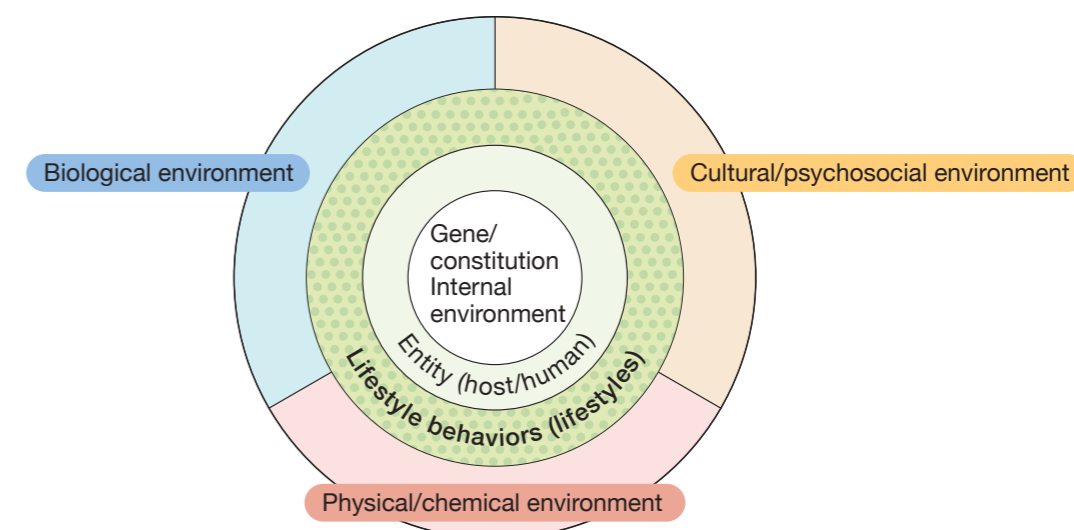 Biological environment
Cultural/psychosocial environment
Gene/
constitution
Internal
environment
Entity (host/human)
Lifestyle behaviors (lifestyles)
Physical/chemical environment